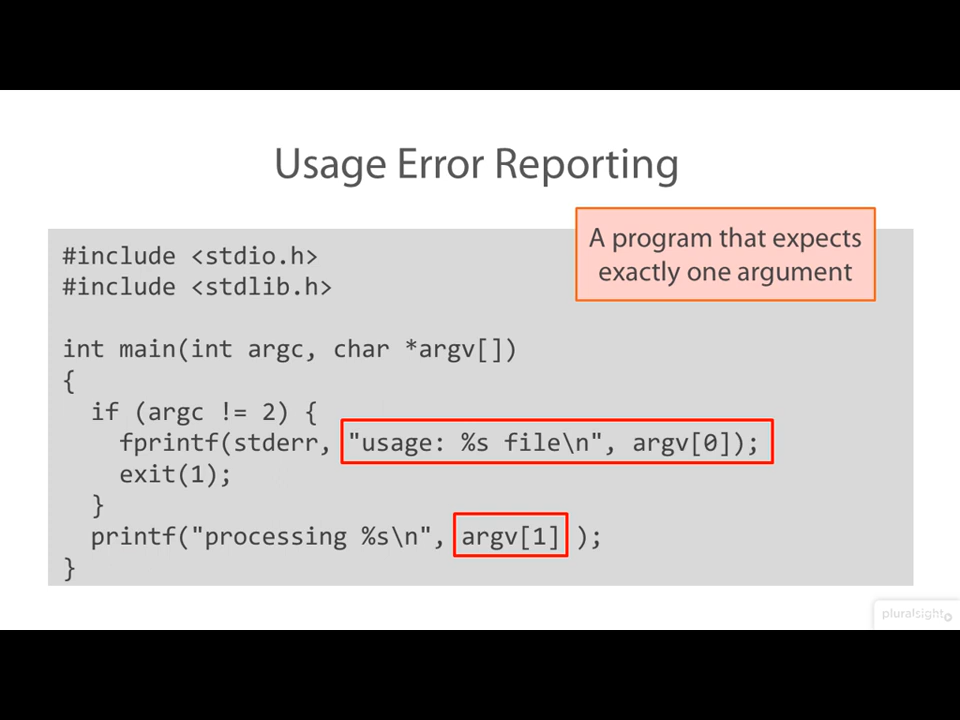 Usage Error Reporting
A program that expects
exactly one argument
#include <stdio.h>
#include <stdlib.h>
int main(int argc, char *argv[])
{
  if (argc != 2) {
    fprintf(stderr, "usage: %s file\n", argv[0]);
    exit(1);
  }
  printf("processing %s\n", argv[1] );
}
pluralsight